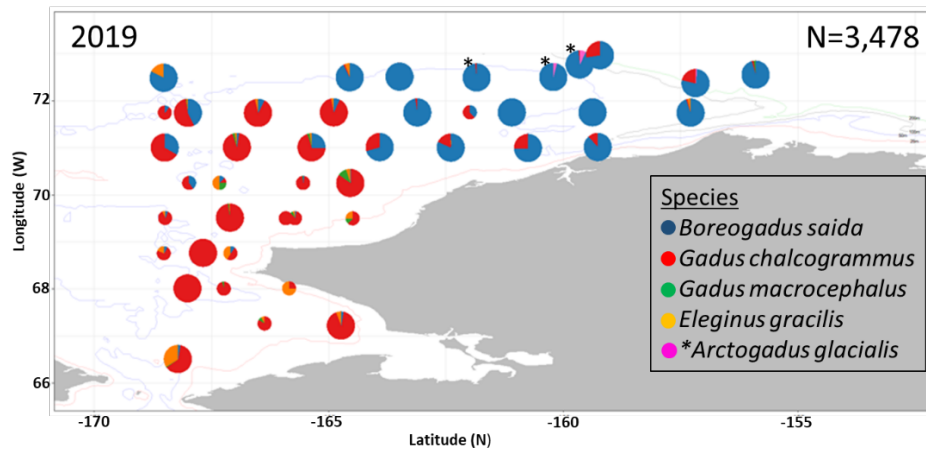 2019
N=3,478
* * *
72
70
68
66
Longitude (W)
Species
Boreogadus saida
Gadus chalcogrammus
Gadus macrocephalus
Eleginus gracilis
*Arctogadus glacialis
-170 -165 -160 -155
Latitude (N)